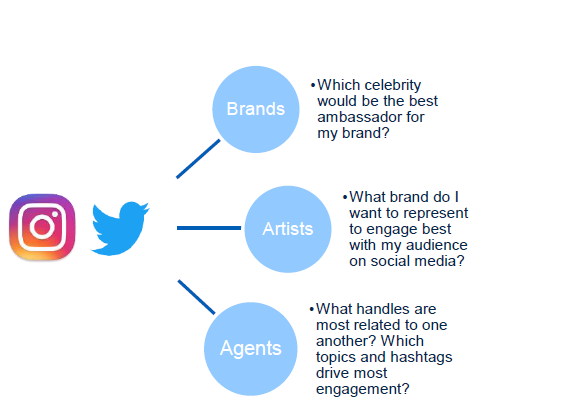 Brands
•Which celebrity
would be the best
ambassador for
my brand?
Artists
•What brand do I
want to represent
to engage best
with my audience
on social media?
Agents
•What handles are
most related to one
another? Which
topics and hashtags
drive most
engagement?